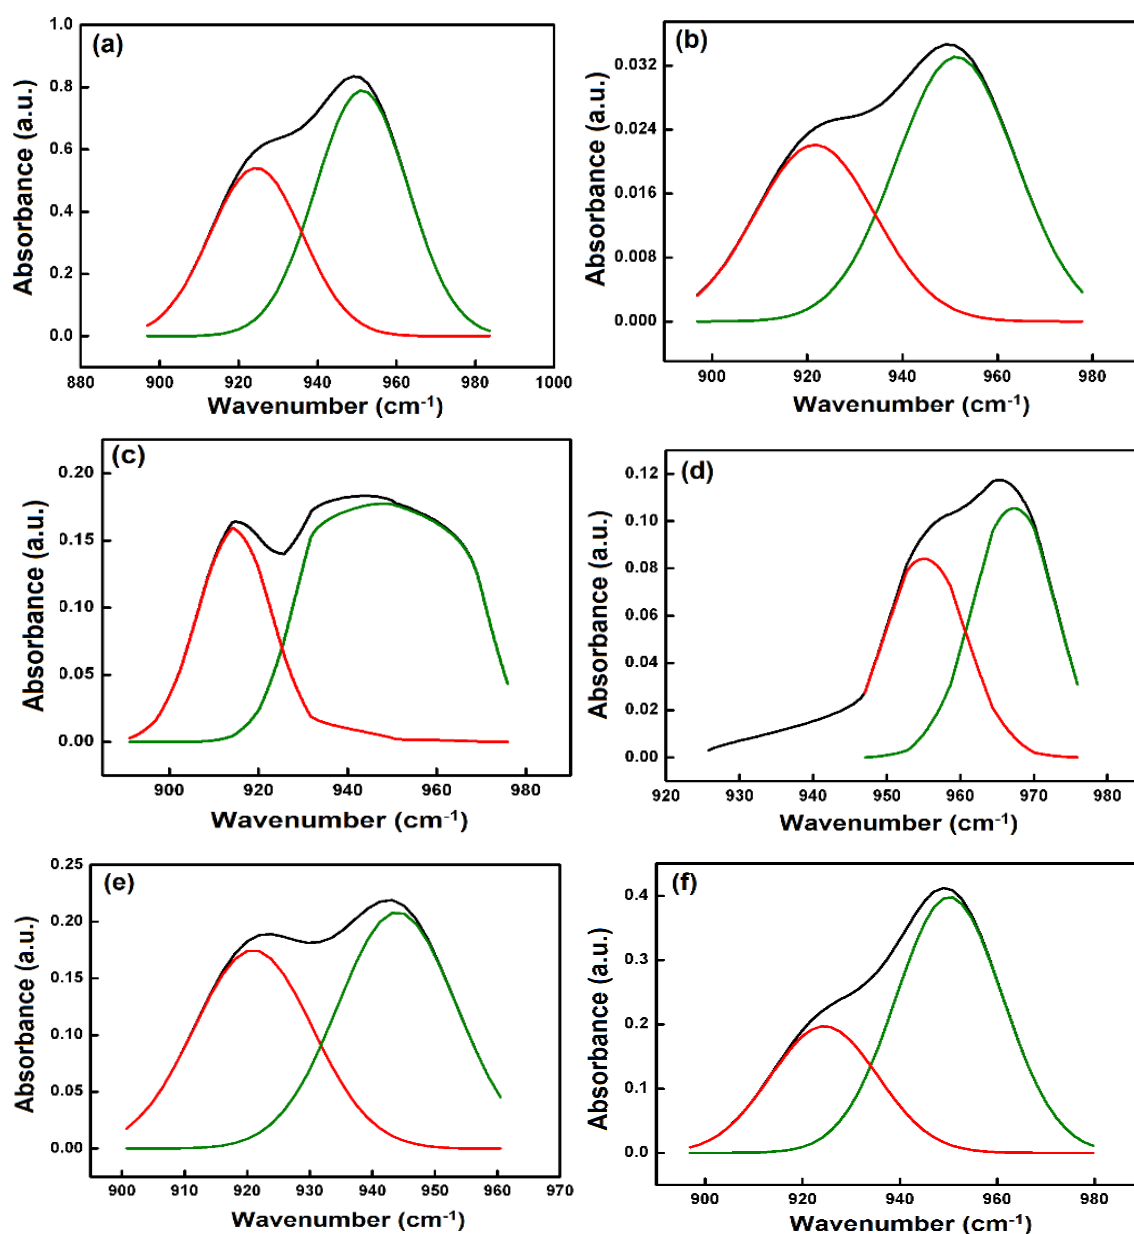 (a)
Absorbance (a.u.)
1.0
0.8
0.6
0.4
0.2
0.0
880 900 920 940 960 980 1000
Wavenumber (cm-1)
(b)
Absorbance (a.u.)
0.032
0.024
0.016
0.008
0.000
900 920 940 960 980
Wavenumber (cm-1)
(c)
Absorbance (a.u.)
0.20
0.15
0.10
0.05
0.00
900 920 940 960 980
Wavenumber (cm-1)
(d)
Absorbance (a.u.)
0.12
0.10
0.08
0.06
0.04
0.02
0.00
920 930 940 950 960 970 980
Wavenumber (cm-1)
(e)
Absorbance (a.u.)
0.25
0.20
0.15
0.10
0.05
0.00
900 910 920 930 940 950 960 970
Wavenumber (cm-1)
(f)
Absorbance (a.u.)
0.4
0.3
0.2
0.1
0.0
900 920 940 960 980
Wavenumber (cm-1)